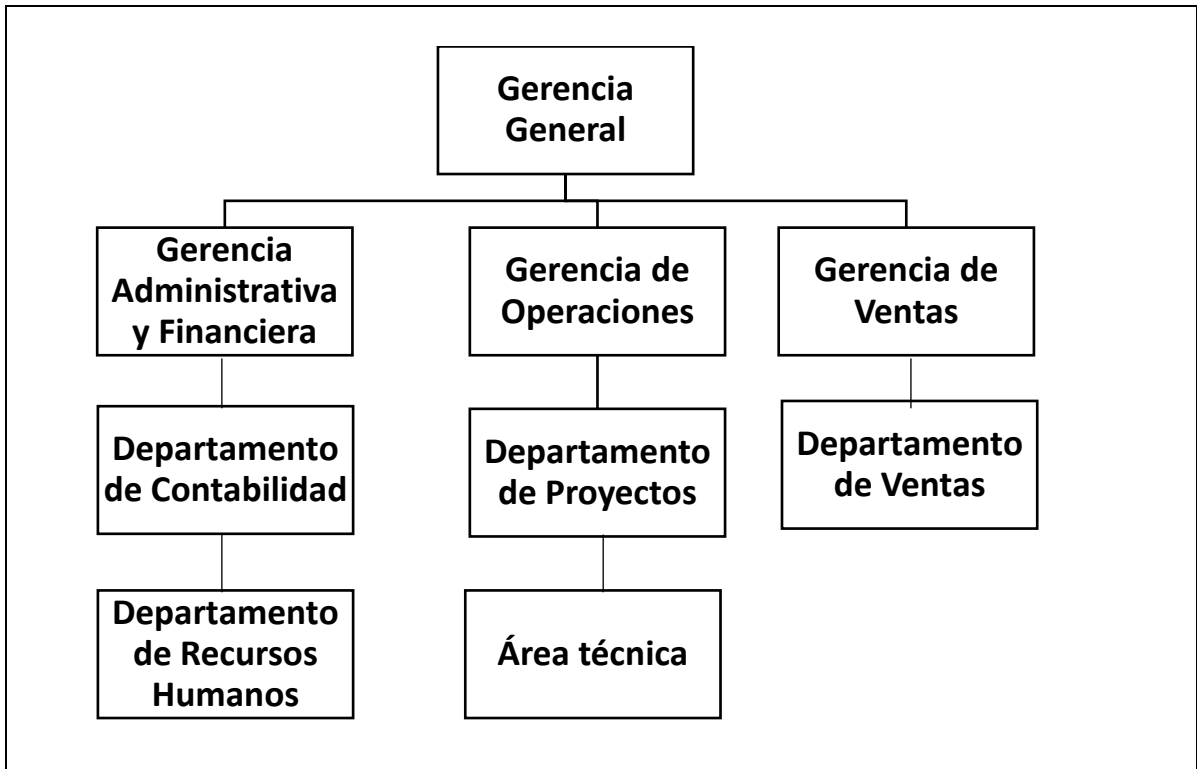 Gerencia
General
Gerencia
Administrativa
y Financiera
Gerencia de
Operaciones
Gerencia de
Ventas
Departamento
de Contabilidad
Departamento
de Proyectos
Departamento
de Ventas
Departamento
de Recursos
Humanos
Área técnica